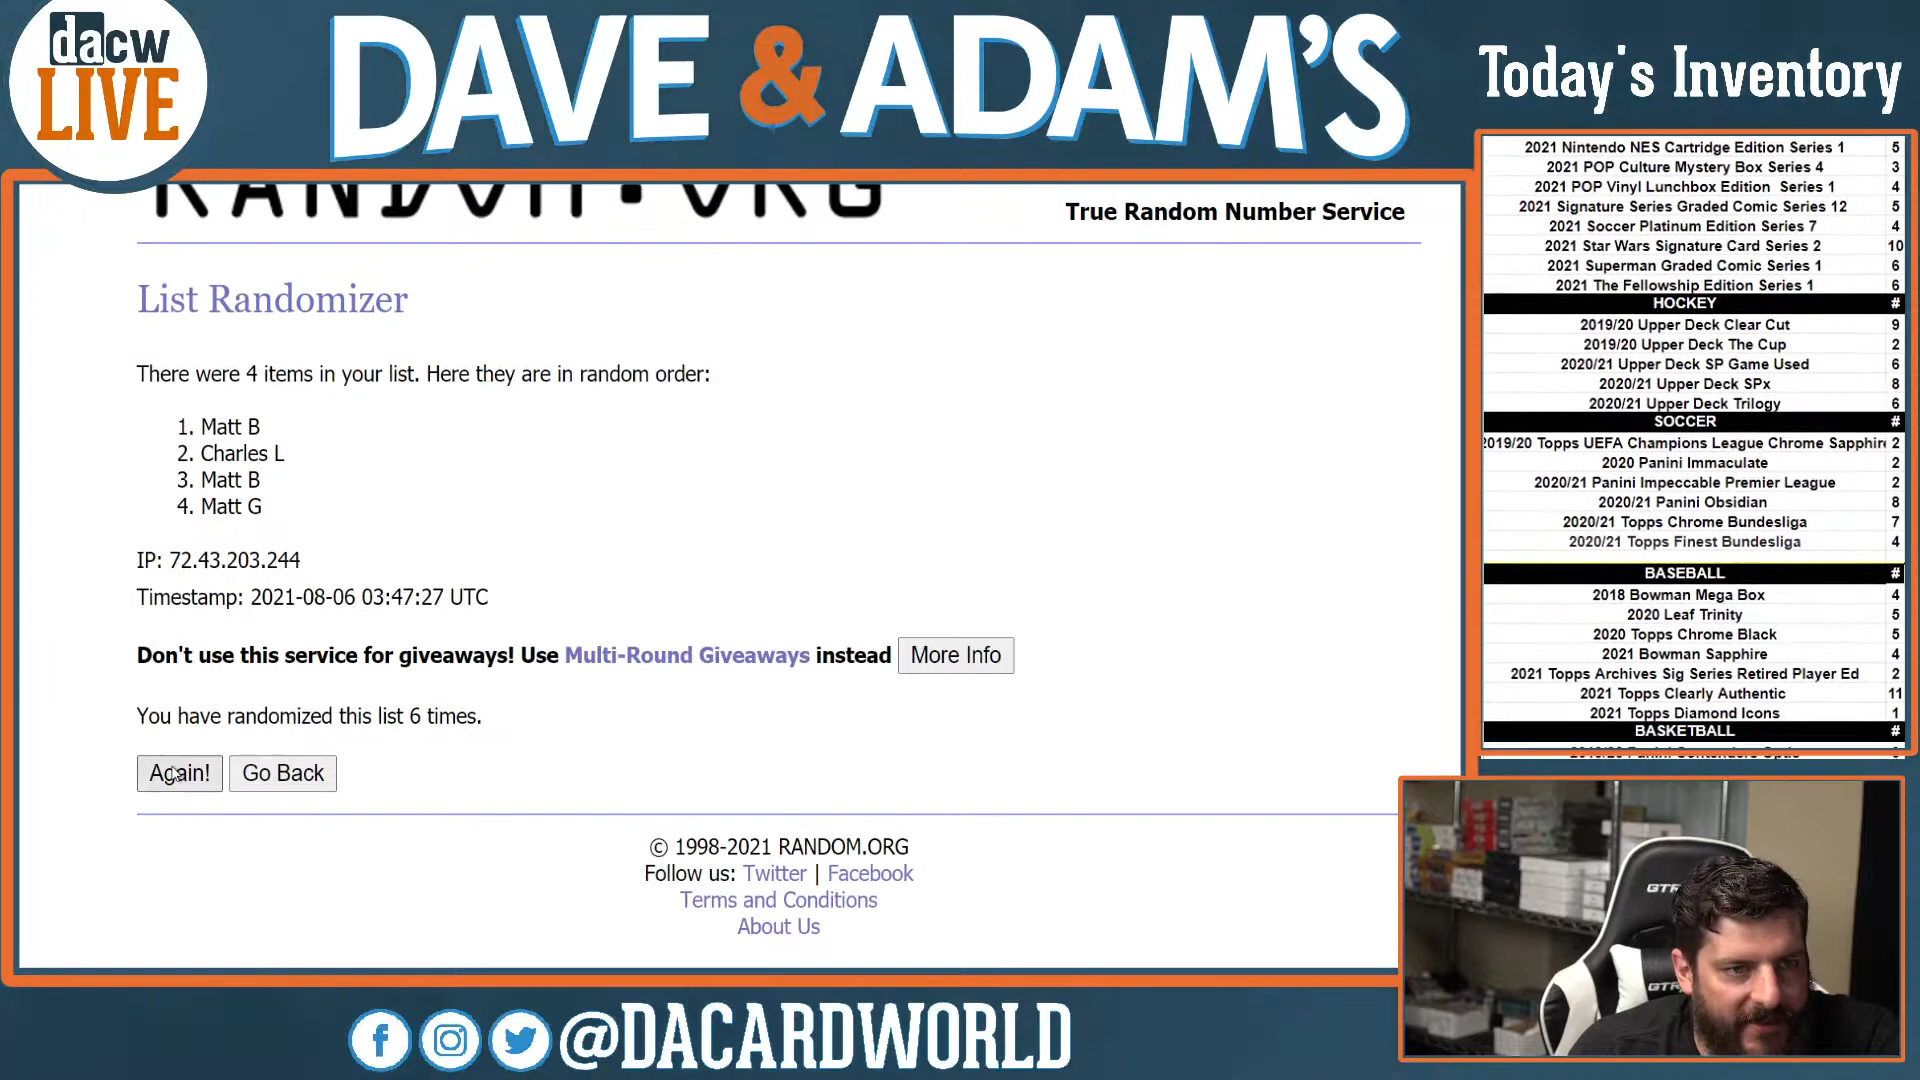 dacw
LIVE
DAVE & ADAM'S
Today's Inventory
RANDOM.ORG
True Random Number Service
List Randomizer
There were 4 items in your list. Here they are in random order:
1. Matt B
2. Charles L
3. Matt B
4. Matt G
IP: 72.43.203.244
Timestamp: 2021-08-06 03:47:27 UTC
Don't use this service for giveaways! Use Multi-Round Giveaways instead More Info
You have randomized this list 6 times.
Again! Go Back
© 1998-2021 RANDOM.ORG
Follow us: Twitter | Facebook
Terms and Conditions
About Us
2021 Nintendo NES Cartridge Edition Series 1 5
2021 POP Culture Mystery Box Series 4 3
2021 POP Vinyl Lunchbox Edition Series 1 4
2021 Signature Series Graded Comic Series 12 5
2021 Soccer Platinum Edition Series 7 4
2021 Star Wars Signature Card Series 2 10
2021 Superman Graded Comic Series 1 6
2021 The Fellowship Edition Series 1 6
HOCKEY #
2019/20 Upper Deck Clear Cut 9
2019/20 Upper Deck The Cup 2
2020/21 Upper Deck SP Game Used 6
2020/21 Upper Deck SPx 8
2020/21 Upper Deck Trilogy 6
SOCCER #
2019/20 Topps UEFA Champions League Chrome Sapphire 2
2020 Panini Immaculate 2
2020/21 Panini Impeccable Premier League 2
2020/21 Panini Obsidian 8
2020/21 Topps Chrome Bundesliga 7
2020/21 Topps Finest Bundesliga 4
BASEBALL #
2018 Bowman Mega Box 4
2020 Leaf Trinity 5
2020 Topps Chrome Black 5
2021 Bowman Sapphire 4
2021 Topps Archives Sig Series Retired Player Ed 2
2021 Topps Clearly Authentic 11
2021 Topps Diamond Icons 1
BASKETBALL #
GTR
GTR
@DACARDWORLD